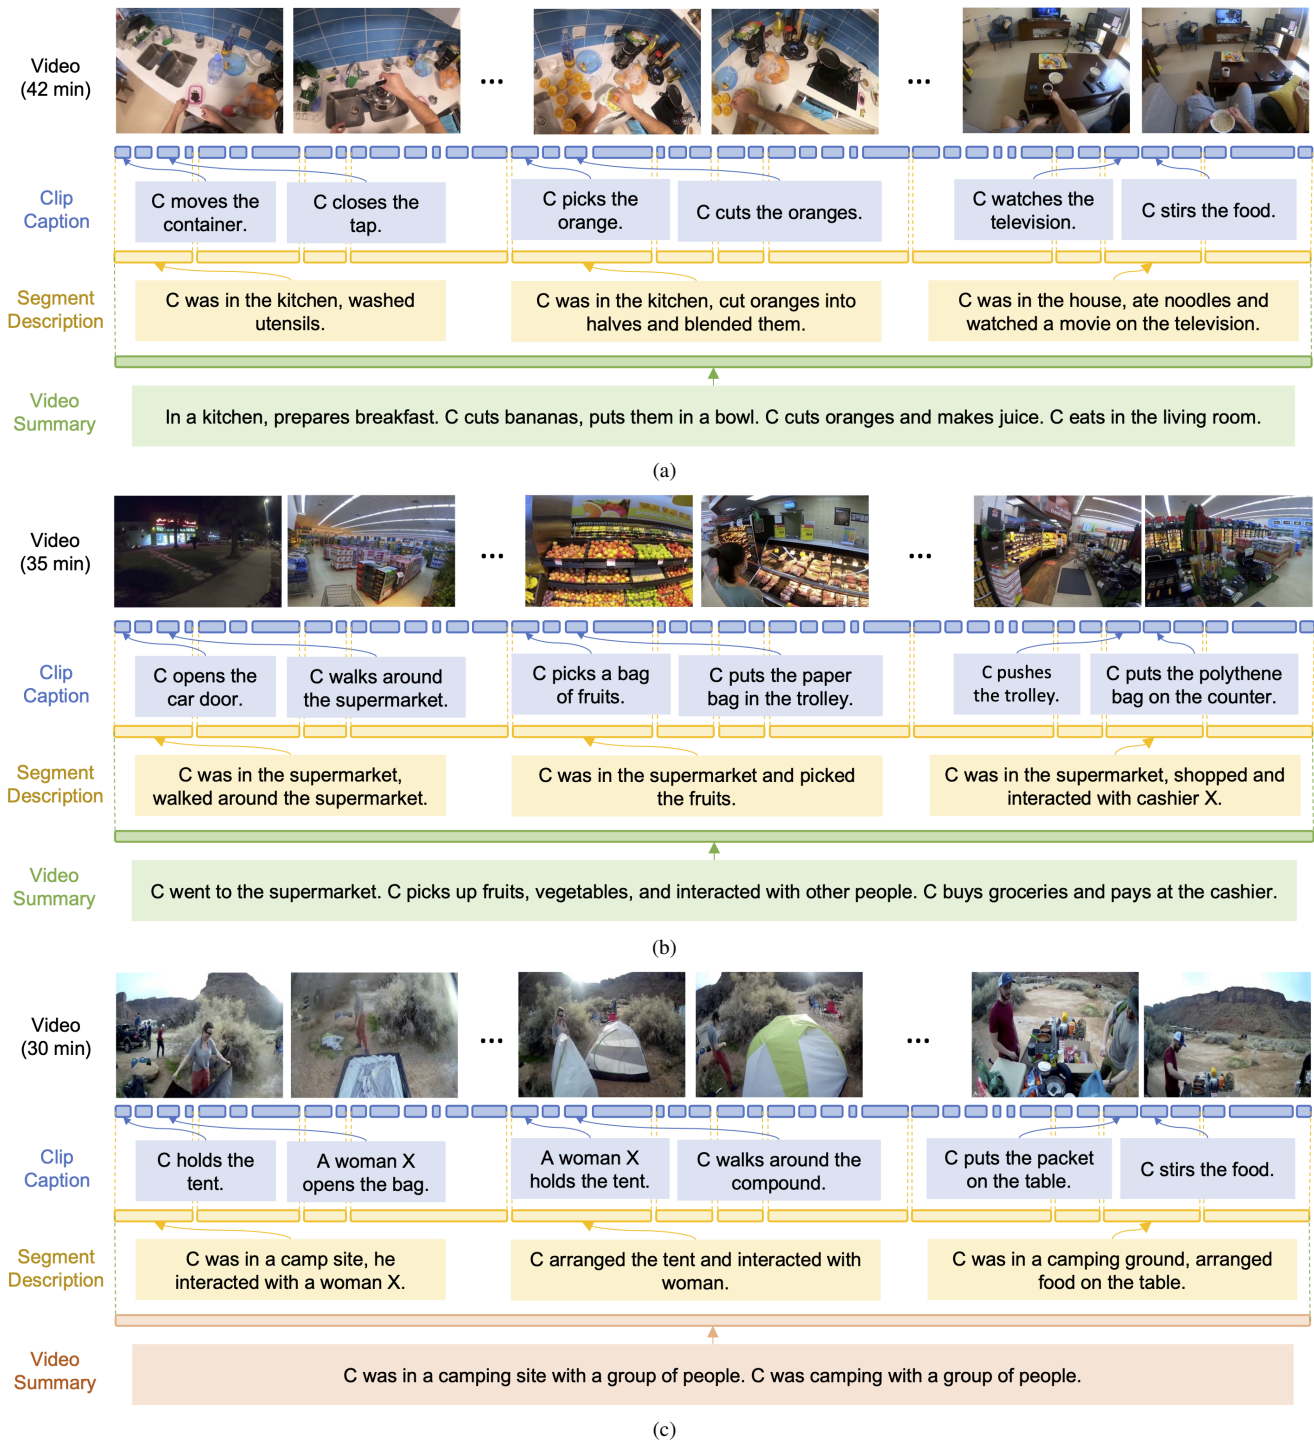 Video
(42 min)
...
...
Clip
Caption
C moves the
container.
C closes the
tap.
C picks the
orange.
C cuts the oranges.
C watches the
television.
C stirs the food.
Segment
Description
C was in the kitchen, washed
utensils.
C was in the kitchen, cut oranges into
halves and blended them.
C was in the house, ate noodles and
watched a movie on the television.
Video
Summary
In a kitchen, prepares breakfast. C cuts bananas, puts them in a bowl. C cuts oranges and makes juice. C eats in the living room.
(a)
Video
(35 min)
...
...
Clip
Caption
C opens the
car door.
C walks around
the supermarket.
C picks a bag
of fruits.
C puts the paper
bag in the trolley.
C pushes
the trolley.
C puts the polythene
bag on the counter.
Segment
Description
C was in the supermarket,
walked around the supermarket.
C was in the supermarket and picked
the fruits.
C was in the supermarket, shopped and
interacted with cashier X.
Video
Summary
C went to the supermarket. C picks up fruits, vegetables, and interacted with other people. C buys groceries and pays at the cashier.
(b)
Video
(30 min)
...
...
Clip
Caption
C holds the
tent.
A woman X
opens the bag.
A woman X
holds the tent.
C walks around the
compound.
C puts the packet
on the table.
C stirs the food.
Segment
Description
C was in a camp site, he
interacted with a woman X.
C arranged the tent and interacted with
woman.
C was in a camping ground, arranged
food on the table.
Video
Summary
C was in a camping site with a group of people. C was camping with a group of people.
(c)